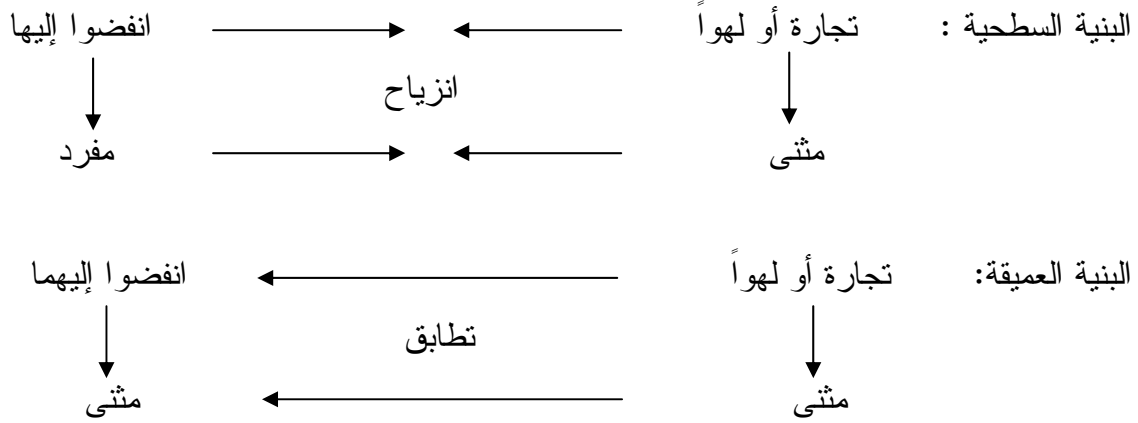 البنية السطحية : تجارة أو لهواً انفضوا إليها
انزياح
مثنى مفرد
البنية العميقة: تجارة أو لهواً انفضوا إليهما
تطابق
مثنى مثنى